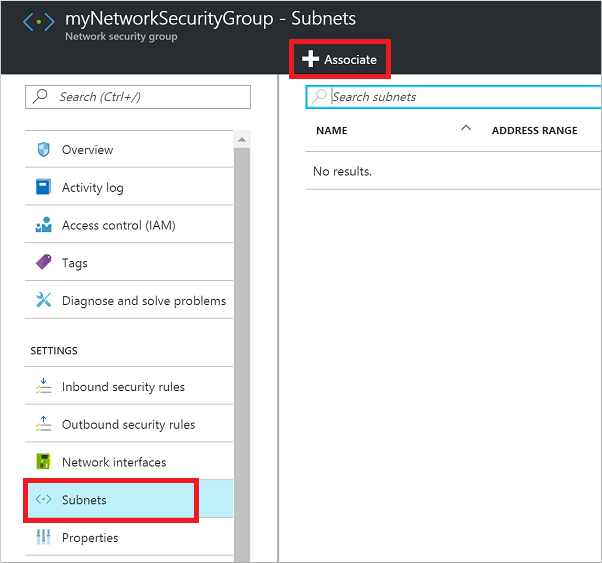 myNetworkSecurityGroup - Subnets
Network security group
Associate
Search (Ctrl+/)
Overview
Activity log
Access control (IAM)
Tags
Diagnose and solve problems
SETTINGS
Inbound security rules
Outbound security rules
Network interfaces
Subnets
Properties
Search subnets
NAME ADDRESS RANGE
No results.